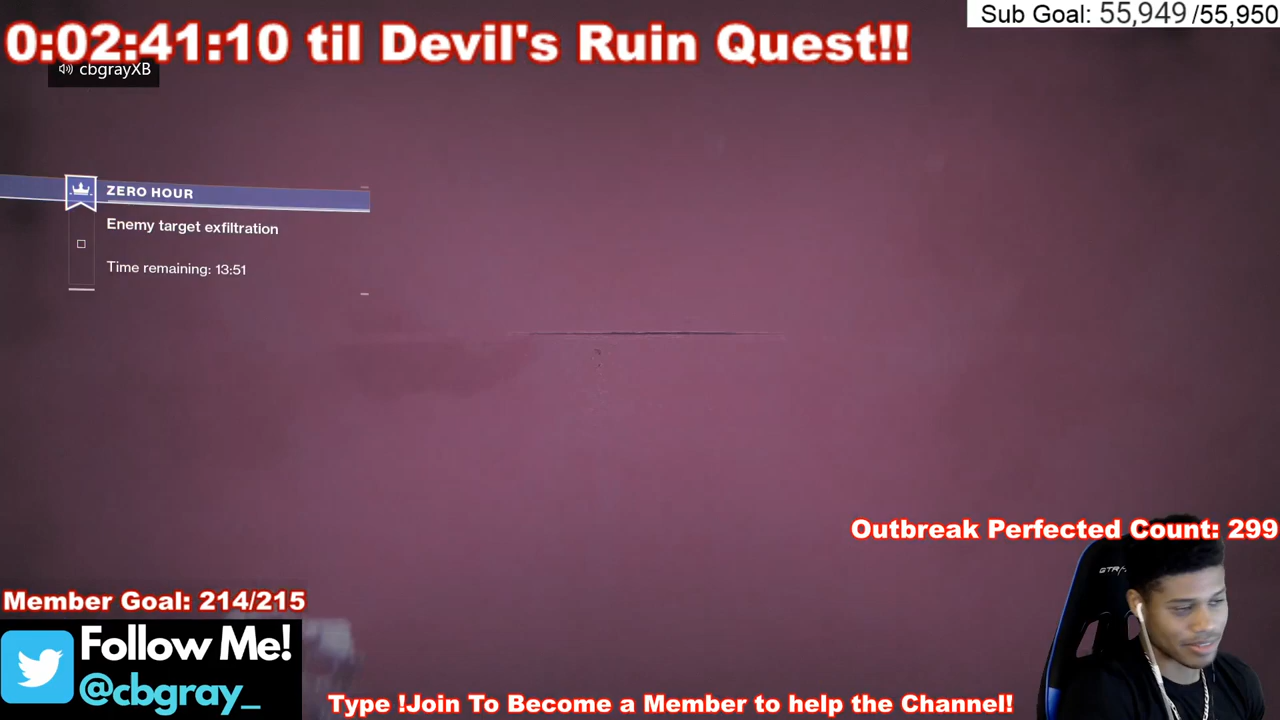 0:02:41:10 til Devil's Ruin Quest!!
Sub Goal: 55,949 /55,950
cbgrayXB
ZERO HOUR
Enemy target exfiltration
Time remaining: 13:51
Outbreak Perfected Count: 299
Member Goal: 214/215
Follow Me!
@cbgray_
Type !Join To Become a Member to help the Channel!